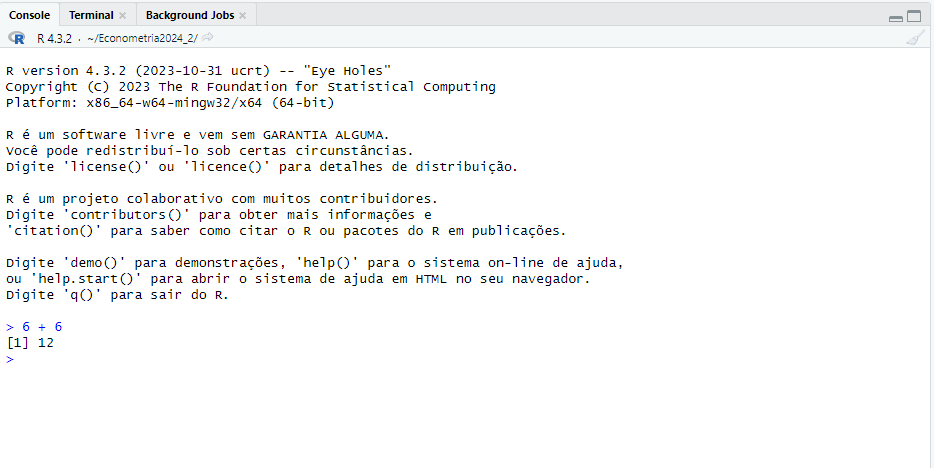 Console Terminal Background Jobs
R 4.3.2 · ~/Econometria2024_2/
R version 4.3.2 (2023-10-31 ucrt) -- "Eye Holes"
Copyright (C) 2023 The R Foundation for Statistical Computing
Platform: x86_64-w64-mingw32/x64 (64-bit)
R é um software livre e vem sem GARANTIA ALGUMA.
Você pode redistribuí-lo sob certas circunstâncias.
Digite 'license()' ou 'licence()' para detalhes de distribuição.
R é um projeto colaborativo com muitos contribuidores.
Digite 'contributors()' para obter mais informações e
'citation()' para saber como citar o R ou pacotes do R em publicações.
Digite 'demo()' para demonstrações, 'help()' para o sistema on-line de ajuda,
ou 'help.start()' para abrir o sistema de ajuda em HTML no seu navegador.
Digite 'q()' para sair do R.
> 6 + 6
[1] 12
>